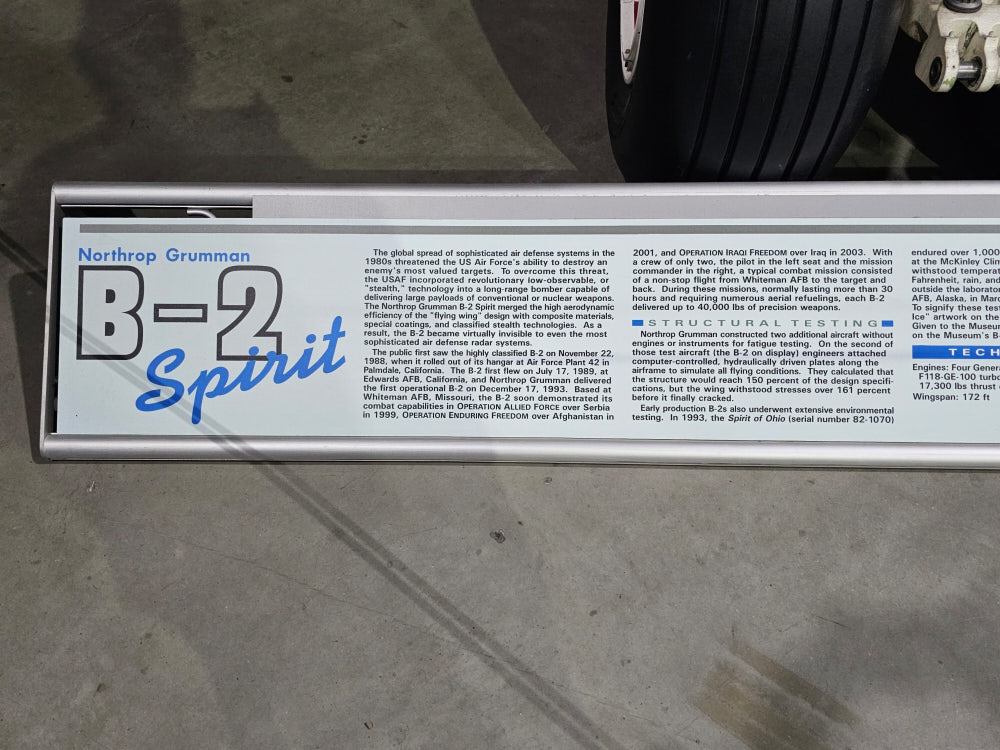 Northrop Grumman
B-2
Spirit
The global spread of sophisticated air defense systems in the
1980s threatened the US Air Force's ability to destroy an
enemy's most valued targets. To overcome this threat,
the USAF incorporated revolutionary low-observable, or
"stealth," technology into a long-range bomber capable of
delivering large payloads of conventional or nuclear weapons.
The Northrop Grumman B-2 Spirit merged the high aerodynamic
efficiency of the "flying wing" design with composite materials,
special coatings, and classified stealth technologies. As a
result, the B-2 became virtually invisible to even the most
sophisticated air defense radar systems.
The public first saw the highly classified B-2 on November 22,
1988, when it rolled out of its hangar at Air Force Plant 42 in
Palmdale, California. The B-2 first flew on July 17, 1989, at
Edwards AFB, California, and Northrop Grumman delivered
the first operational B-2 on December 17, 1993. Based at
Whiteman AFB, Missouri, the B-2 soon demonstrated its
combat capabilities in OPERATION ALLIED FORCE over Serbia
in 1999, OPERATION ENDURING FREEDOM over Afghanistan in
2001, and OPERATION IRAQI FREEDOM over Iraq in 2003. With
a crew of only two, the pilot in the left seat and the mission
commander in the right, a typical combat mission consisted
of a non-stop flight from Whiteman AFB to the target and
back. During these missions, normally lasting more than 30
hours and requiring numerous aerial refuelings, each B-2
delivered up to 40,000 lbs of precision weapons.
STRUCTURAL TESTING
Northrop Grumman constructed two additional aircraft without
engines or instruments for fatigue testing. On the second of
those test aircraft (the B-2 on display) engineers attached
computer-controlled, hydraulically driven plates along the
airframe to simulate all flying conditions. They calculated that
the structure would reach 150 percent of the design specifi-
cations, but the wing withstood stresses over 161 percent
before it finally cracked.
Early production B-2s also underwent extensive environmental
testing. In 1993, the Spirit of Ohio (serial number 82-1070)
endured over 1,000
at the McKinley Clim
withstood temperat
Fahrenheit, rain, and
outside the laborator
AFB, Alaska, in Marc
To signify these test
Ice" artwork on the
Given to the Museum
on the Museum's B-
TECH
Engines: Four Genera
F118-GE-100 turbo
17,300 lbs thrust
Wingspan: 172 ft